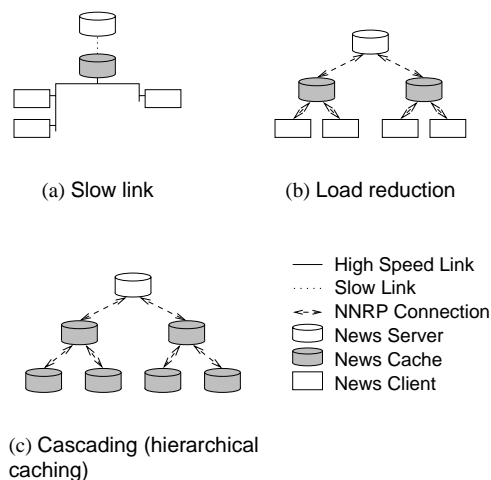 (a) Slow link
(b) Load reduction
High Speed Link
Slow Link
NNRP Connection
News Server
News Cache
News Client
(c) Cascading (hierarchical
caching)